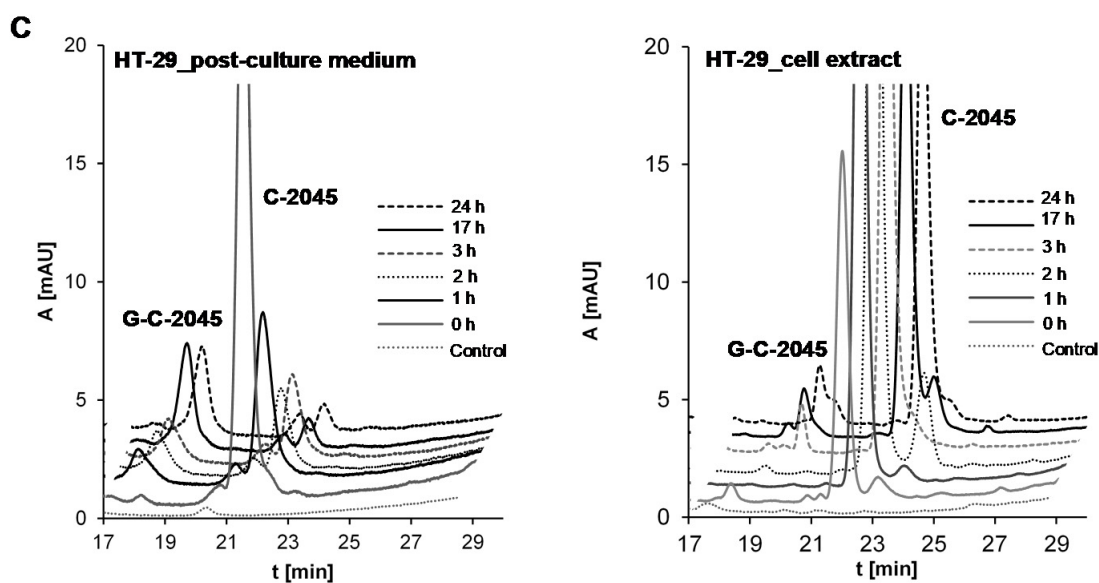 C
HT-29_post-culture medium
A [mAU]
20
15
10
5
0
C-2045
G-C-2045
24 h
17 h
3 h
2 h
1 h
0 h
Control
17 19 21 23 25 27 29
t [min]
HT-29_cell extract
A [mAU]
20
15
10
5
0
C-2045
G-C-2045
24 h
17 h
3 h
2 h
1 h
0 h
Control
17 19 21 23 25 27 29
t [min]